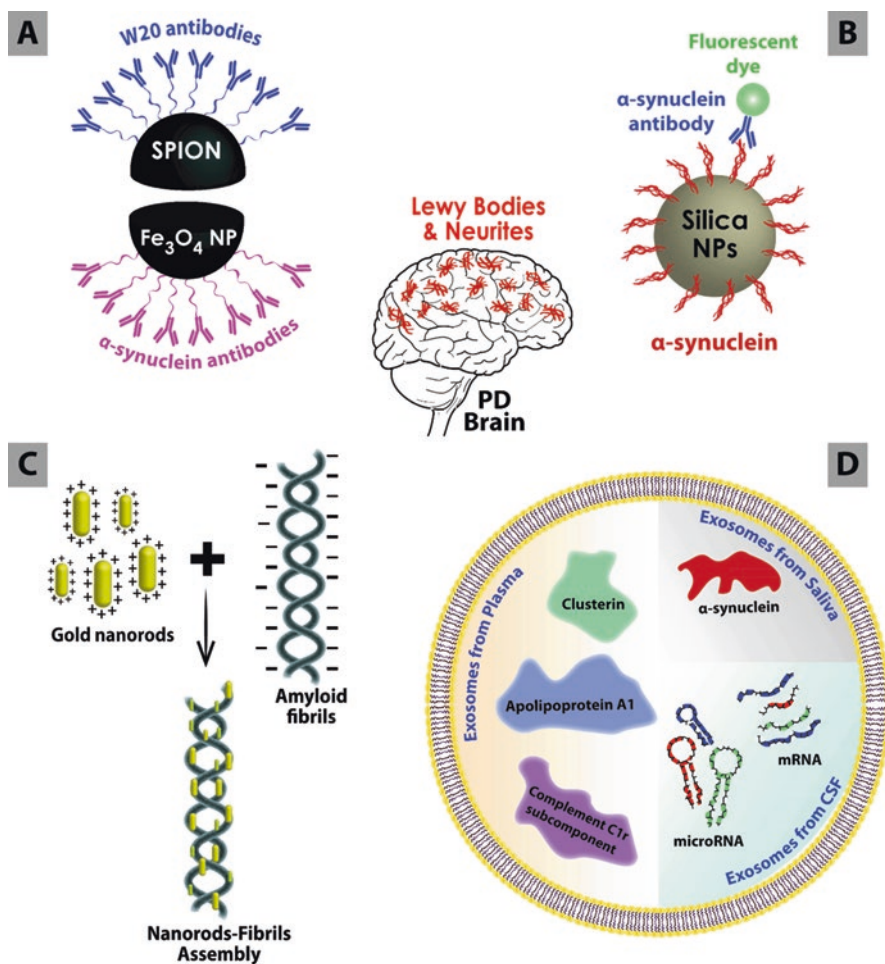 A
W20 antibodies
SPION
Fe₃O₄ NP
α-synuclein antibodies
B
Fluorescent
dye
α-synuclein
antibody
Silica
NPs
α-synuclein
Lewy Bodies
& Neurites
PD
Brain
C
+
Gold nanorods
Amyloid
fibrils
Nanorods-Fibrils
Assembly
D
Exosomes from Plasma
Clusterin
Apolipoprotein A1
Complement C1r
subcomponent
Exosomes from Saliva
α-synuclein
mRNA
microRNA
Exosomes from CSF